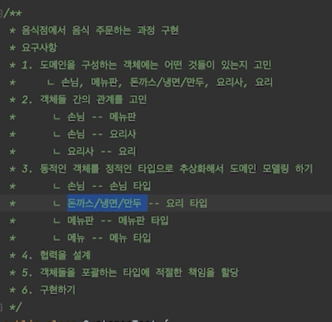 /**
* 음식점에서 음식 주문하는 과정 구현
* 요구사항
* 1. 도메인을 구성하는 객체에는 어떤 것들이 있는지 고민
* ㄴ 손님, 메뉴판, 돈까스/냉면/만두, 요리사, 요리
* 2. 객체들 간의 관계를 고민
* ㄴ 손님 -- 메뉴판
* ㄴ 손님 -- 요리사
* ㄴ 요리사 -- 요리
* 3. 동적인 객체를 정적인 타입으로 추상화해서 도메인 모델링 하기
* ㄴ 손님 -- 손님 타입
* ㄴ 돈까스/냉면/만두 -- 요리 타입
* ㄴ 메뉴판 -- 메뉴판 타입
* ㄴ 메뉴 -- 메뉴 타입
* 4. 협력을 설계
* 5. 객체들을 포괄하는 타입에 적절한 책임을 할당
* 6. 구현하기
*/